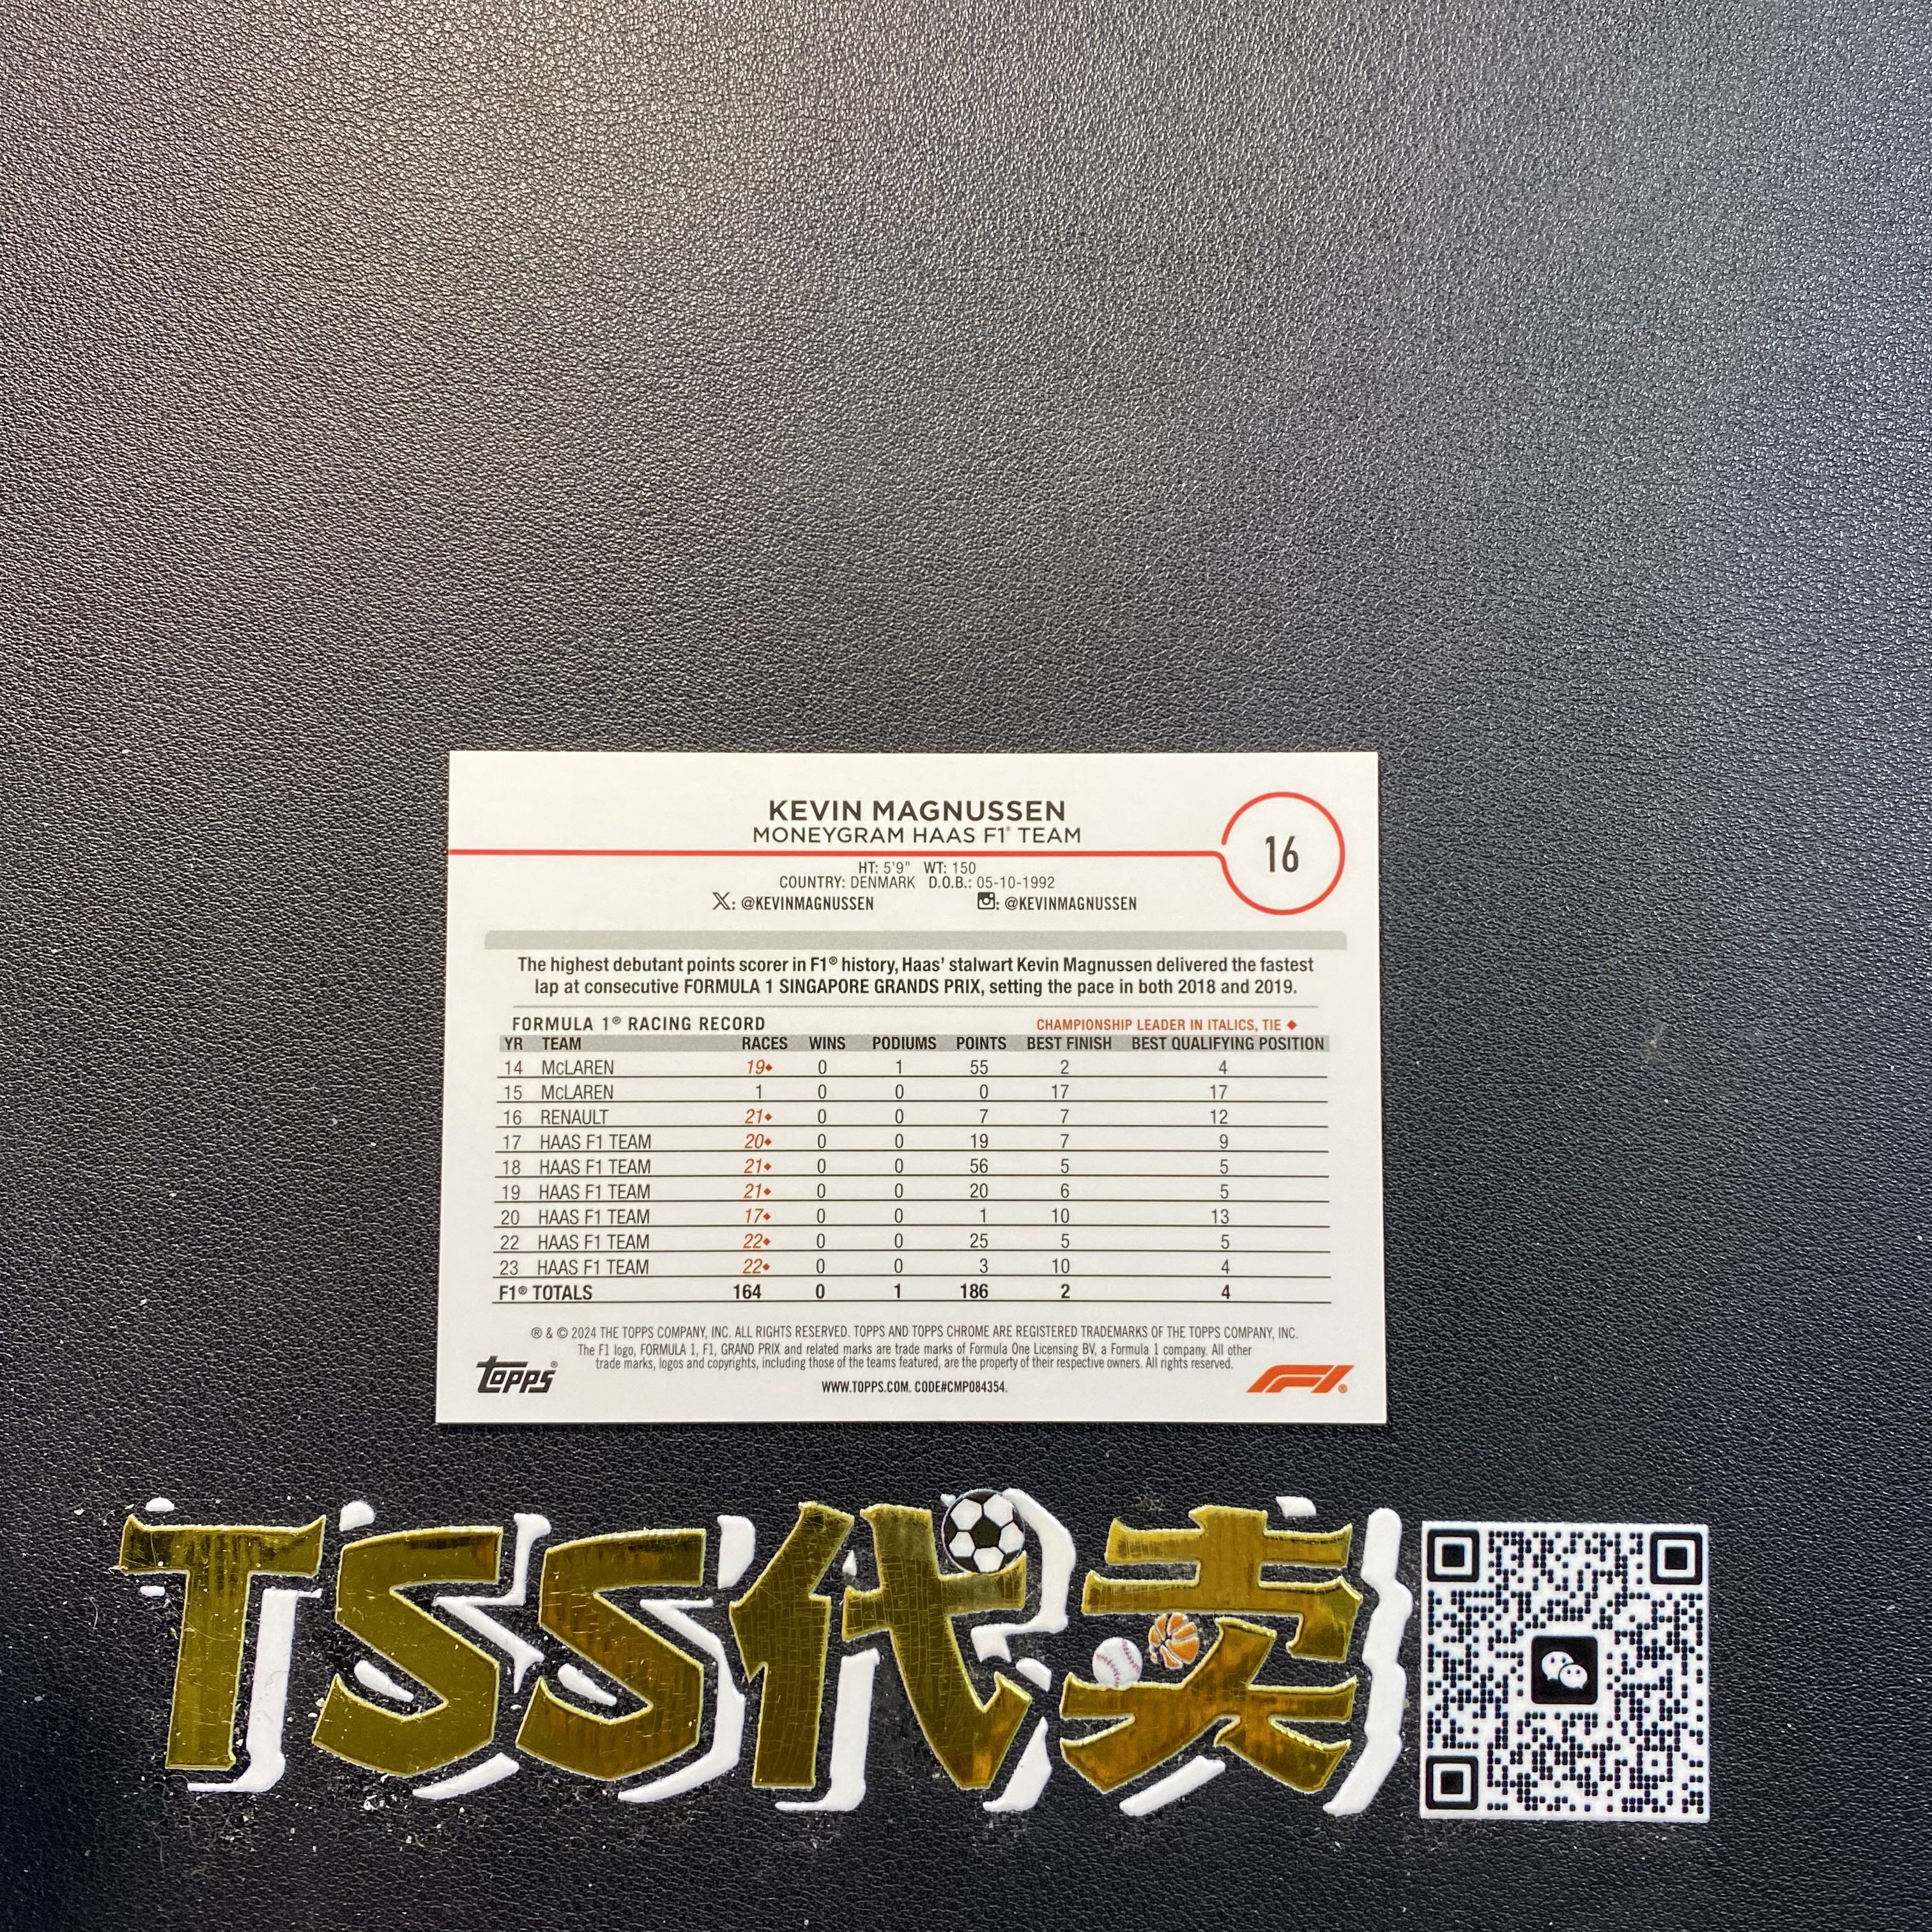 KEVIN MAGNUSSEN
MONEYGRAM HAAS F1® TEAM
16
HT: 5'9" WT: 150
COUNTRY: DENMARK D.O.B.: 05-10-1992
X: @KEVINMAGNUSSEN : @KEVINMAGNUSSEN
The highest debutant points scorer in F1® history, Haas' stalwart Kevin Magnussen delivered the fastest
lap at consecutive FORMULA 1 SINGAPORE GRANDS PRIX, setting the pace in both 2018 and 2019.
FORMULA 1® RACING RECORD CHAMPIONSHIP LEADER IN ITALICS, TIE ◆
YR TEAM RACES WINS PODIUMS POINTS BEST FINISH BEST QUALIFYING POSITION
14 McLAREN 19◆ 0 1 55 2 4
15 McLAREN 1 0 0 0 17 17
16 RENAULT 21◆ 0 0 7 7 12
17 HAAS F1 TEAM 20◆ 0 0 19 7 9
18 HAAS F1 TEAM 21◆ 0 0 56 5 5
19 HAAS F1 TEAM 21◆ 0 0 20 6 5
20 HAAS F1 TEAM 17◆ 0 0 1 10 13
22 HAAS F1 TEAM 22◆ 0 0 25 5 5
23 HAAS F1 TEAM 22◆ 0 0 3 10 4
F1® TOTALS 164 0 1 186 2 4
® & © 2024 THE TOPPS COMPANY, INC. ALL RIGHTS RESERVED. TOPPS AND TOPPS CHROME ARE REGISTERED TRADEMARKS OF THE TOPPS COMPANY, INC.
The F1 logo, FORMULA 1, F1, GRAND PRIX and related marks are trade marks of Formula One Licensing BV, a Formula 1 company. All other
trade marks, logos and copyrights, including those of the teams featured, are the property of their respective owners. All rights reserved.
topps® WWW.TOPPS.COM. CODE#CMP084354. F1®
TSS代卖